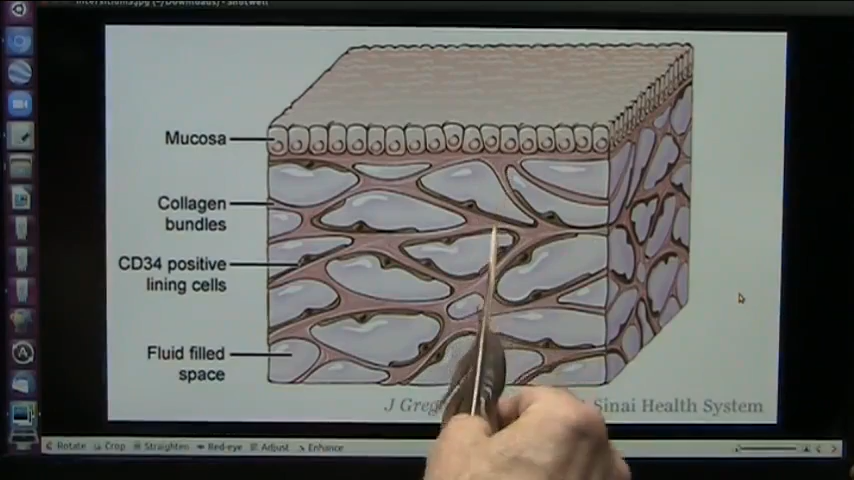 Mucosa
Collagen
bundles
CD34 positive
lining cells
Fluid filled
space
J Greg Sinai Health System
Rotate Crop Straighten Red-eye Adjust Enhance